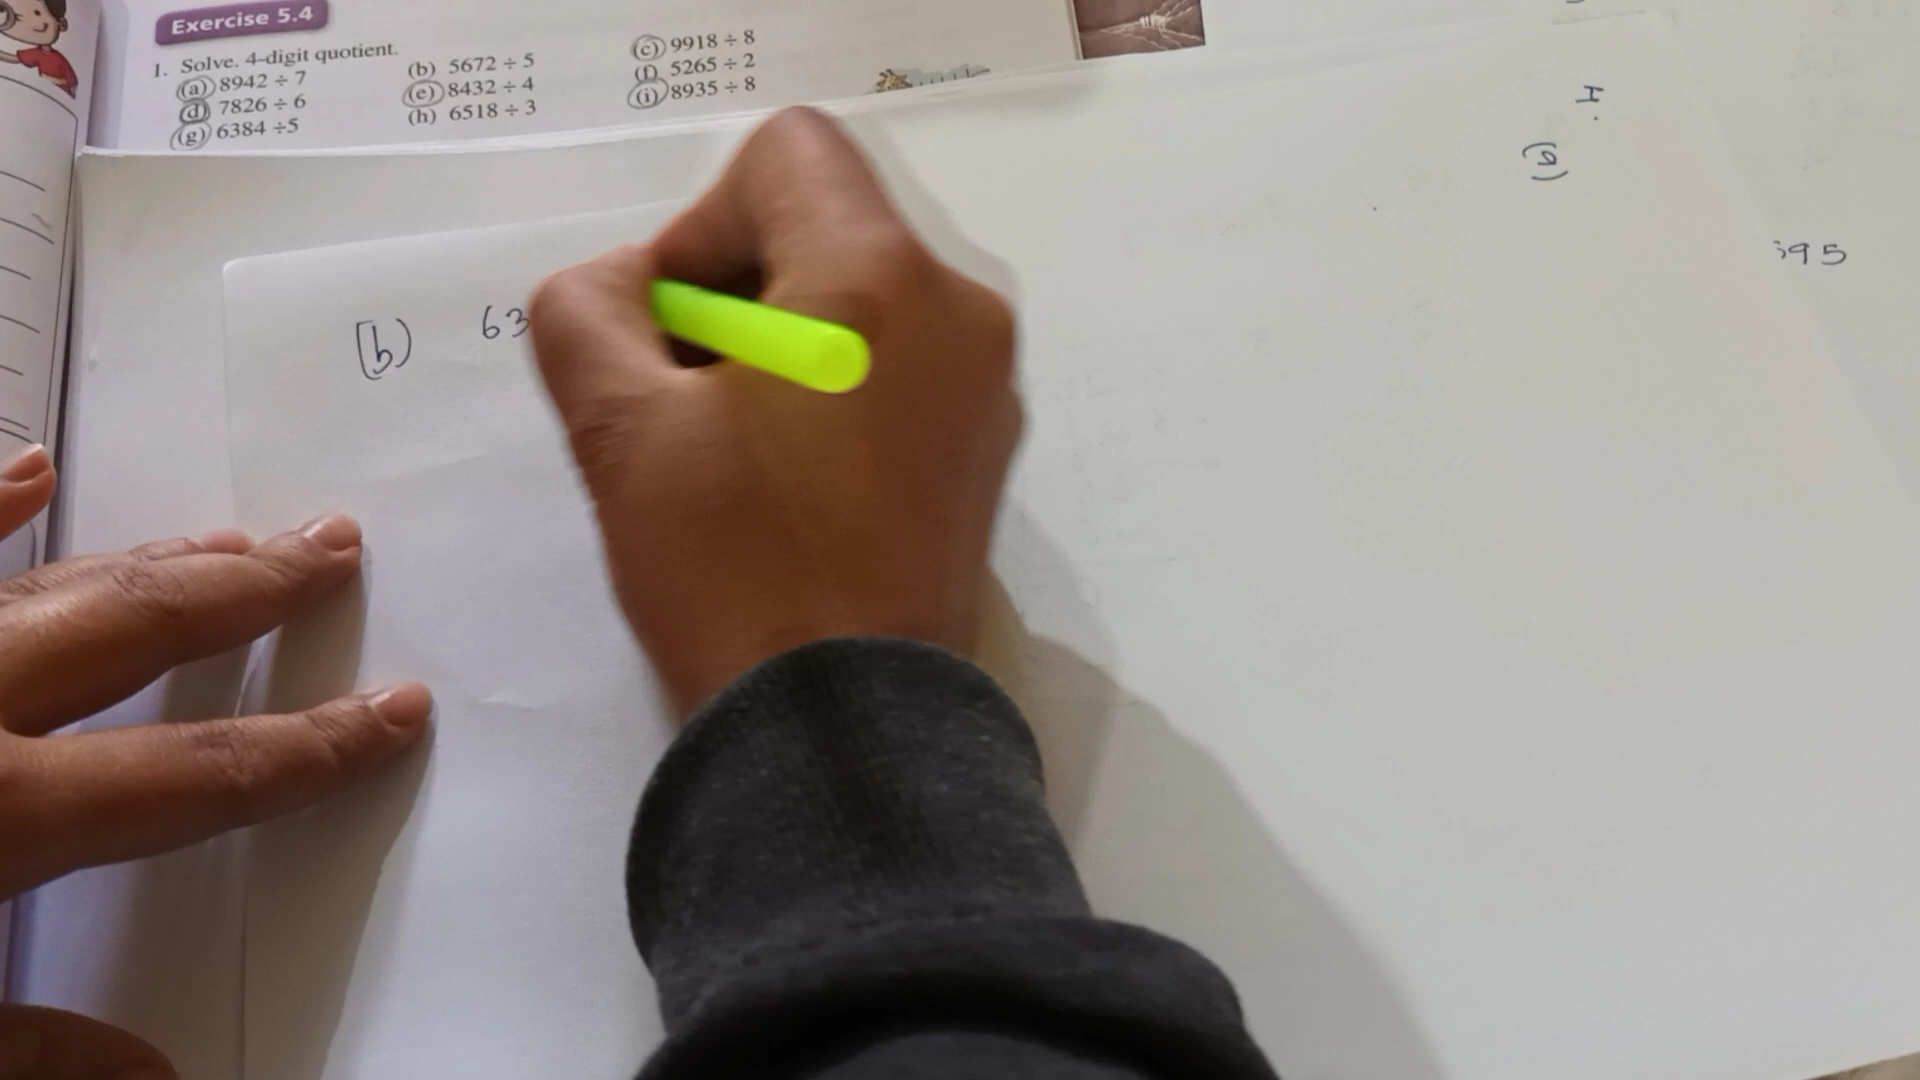 Exercise 5.4
1. Solve. 4-digit quotient.
(a) 8942 ÷ 7 (b) 5672 ÷ 5 (c) 9918 ÷ 8
(d) 7826 ÷ 6 (e) 8432 ÷ 4 (f) 5265 ÷ 2
(g) 6384 ÷5 (h) 6518 ÷ 3 (i) 8935 ÷ 8
(b) 63
95